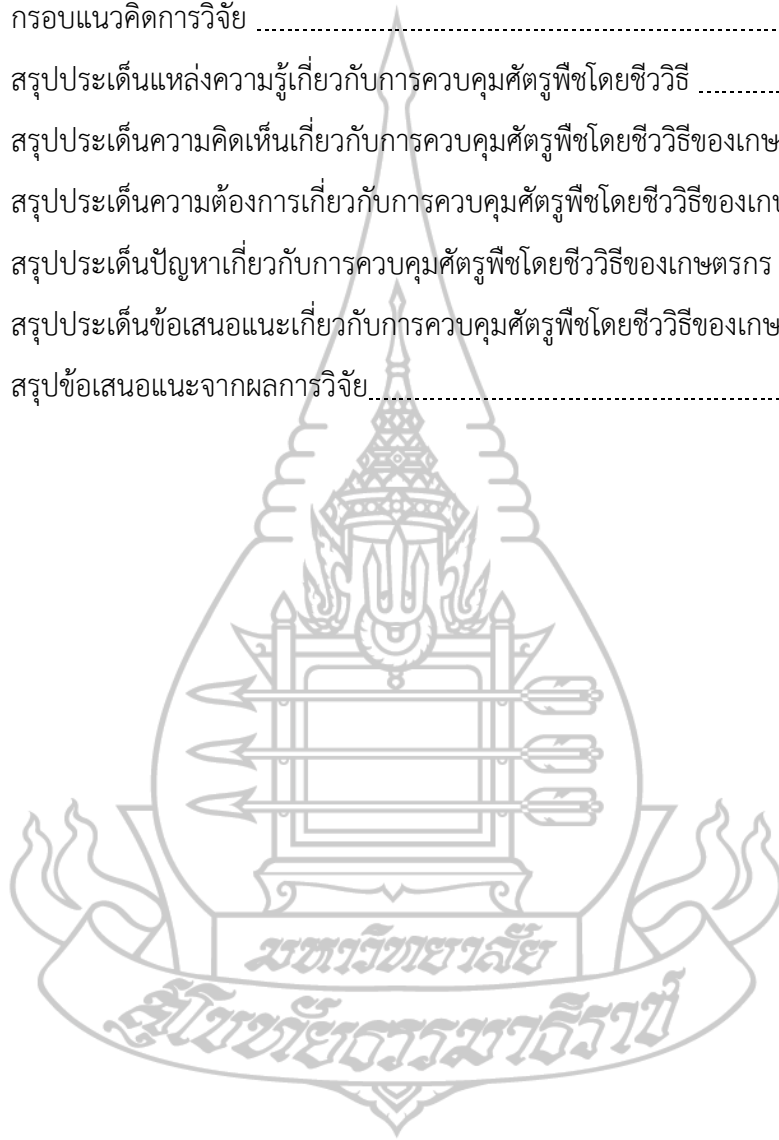 กรอบแนวคิดการวิจัย
สรุปประเด็นแหล่งความรู้เกี่ยวกับการควบคุมศัตรูพืชโดยชีววิธี
สรุปประเด็นความคิดเห็นเกี่ยวกับการควบคุมศัตรูพืชโดยชีววิธีของเกษ
สรุปประเด็นความต้องการเกี่ยวกับการควบคุมศัตรูพืชโดยชีววิธีของเกษ
สรุปประเด็นปัญหาเกี่ยวกับการควบคุมศัตรูพืชโดยชีววิธีของเกษตรกร
สรุปประเด็นข้อเสนอแนะเกี่ยวกับการควบคุมศัตรูพืชโดยชีววิธีของเกษ
สรุปข้อเสนอแนะจากผลการวิจัย
มหาวิทยาลัย
สุโขทัยธรรมาธิราช